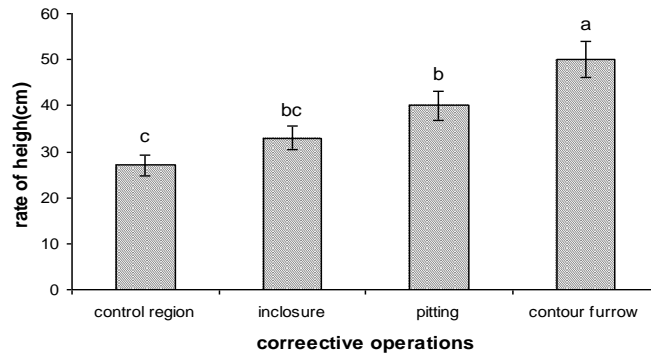 60
50
40
30
20
10
0
rate of heigh(cm)
c
bc
b
a
control region
inclosure
pitting
contour furrow
correective operations